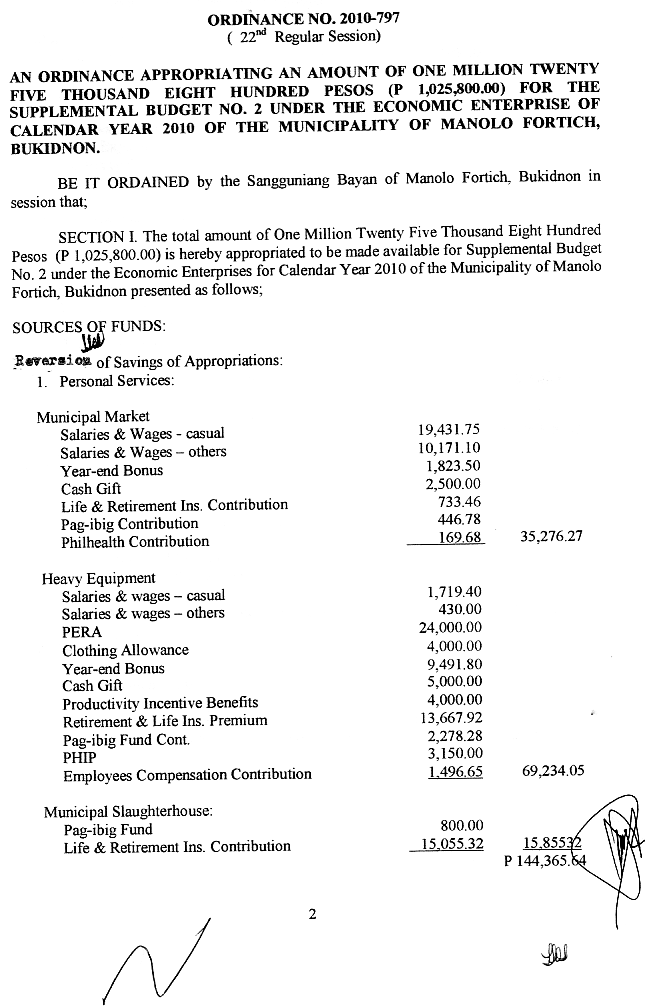 ORDINANCE NO. 2010-797
( 22nd Regular Session)
AN ORDINANCE APPROPRIATING AN AMOUNT OF ONE MILLION TWENTY
FIVE THOUSAND EIGHT HUNDRED PESOS (P 1,025,800.00) FOR THE
SUPPLEMENTAL BUDGET NO. 2 UNDER THE ECONOMIC ENTERPRISE OF
CALENDAR YEAR 2010 OF THE MUNICIPALITY OF MANOLO FORTICH,
BUKIDNON.
BE IT ORDAINED by the Sangguniang Bayan of Manolo Fortich, Bukidnon in
session that;
SECTION I. The total amount of One Million Twenty Five Thousand Eight Hundred
Pesos (P 1,025,800.00) is hereby appropriated to be made available for Supplemental Budget
No. 2 under the Economic Enterprises for Calendar Year 2010 of the Municipality of Manolo
Fortich, Bukidnon presented as follows;
SOURCES OF FUNDS:
Reversion of Savings of Appropriations:
1. Personal Services:
Municipal Market
Salaries & Wages - casual 19,431.75
Salaries & Wages – others 10,171.10
Year-end Bonus 1,823.50
Cash Gift 2,500.00
Life & Retirement Ins. Contribution 733.46
Pag-ibig Contribution 446.78
Philhealth Contribution 169.68 35,276.27
Heavy Equipment
Salaries & wages – casual 1,719.40
Salaries & wages – others 430.00
PERA 24,000.00
Clothing Allowance 4,000.00
Year-end Bonus 9,491.80
Cash Gift 5,000.00
Productivity Incentive Benefits 4,000.00
Retirement & Life Ins. Premium 13,667.92
Pag-ibig Fund Cont. 2,278.28
PHIP 3,150.00
Employees Compensation Contribution 1,496.65 69,234.05
Municipal Slaughterhouse:
Pag-ibig Fund 800.00
Life & Retirement Ins. Contribution 15,055.32 15,85532
P 144,365.64
2